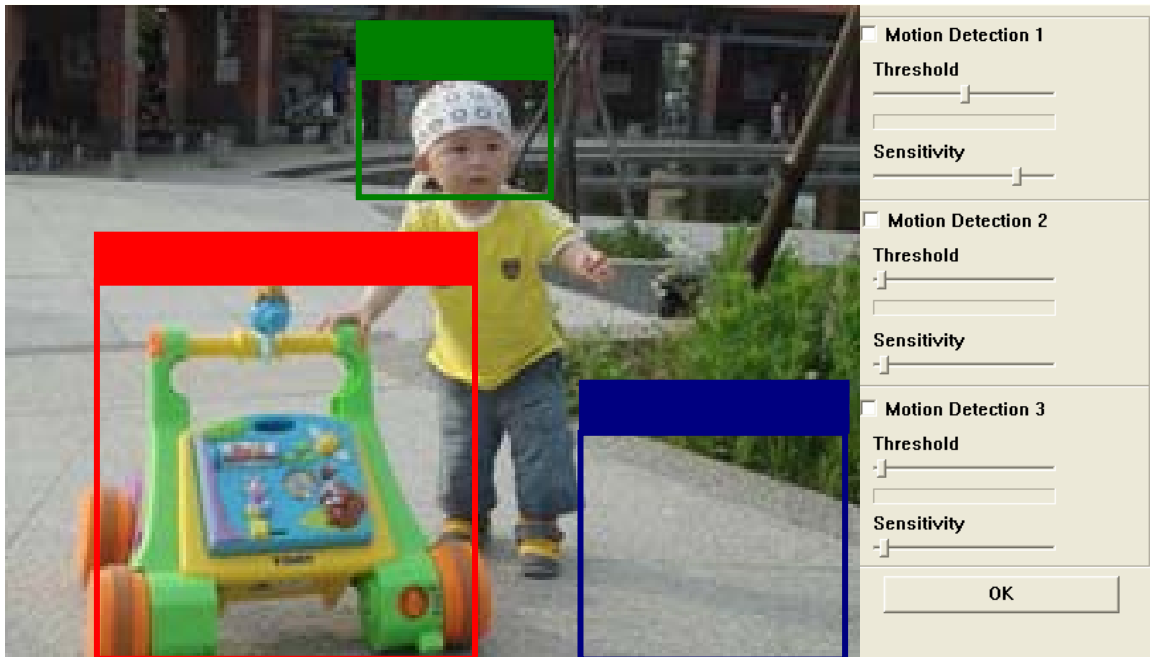 Motion Detection 1
Threshold
Sensitivity
Motion Detection 2
Threshold
Sensitivity
Motion Detection 3
Threshold
Sensitivity
OK